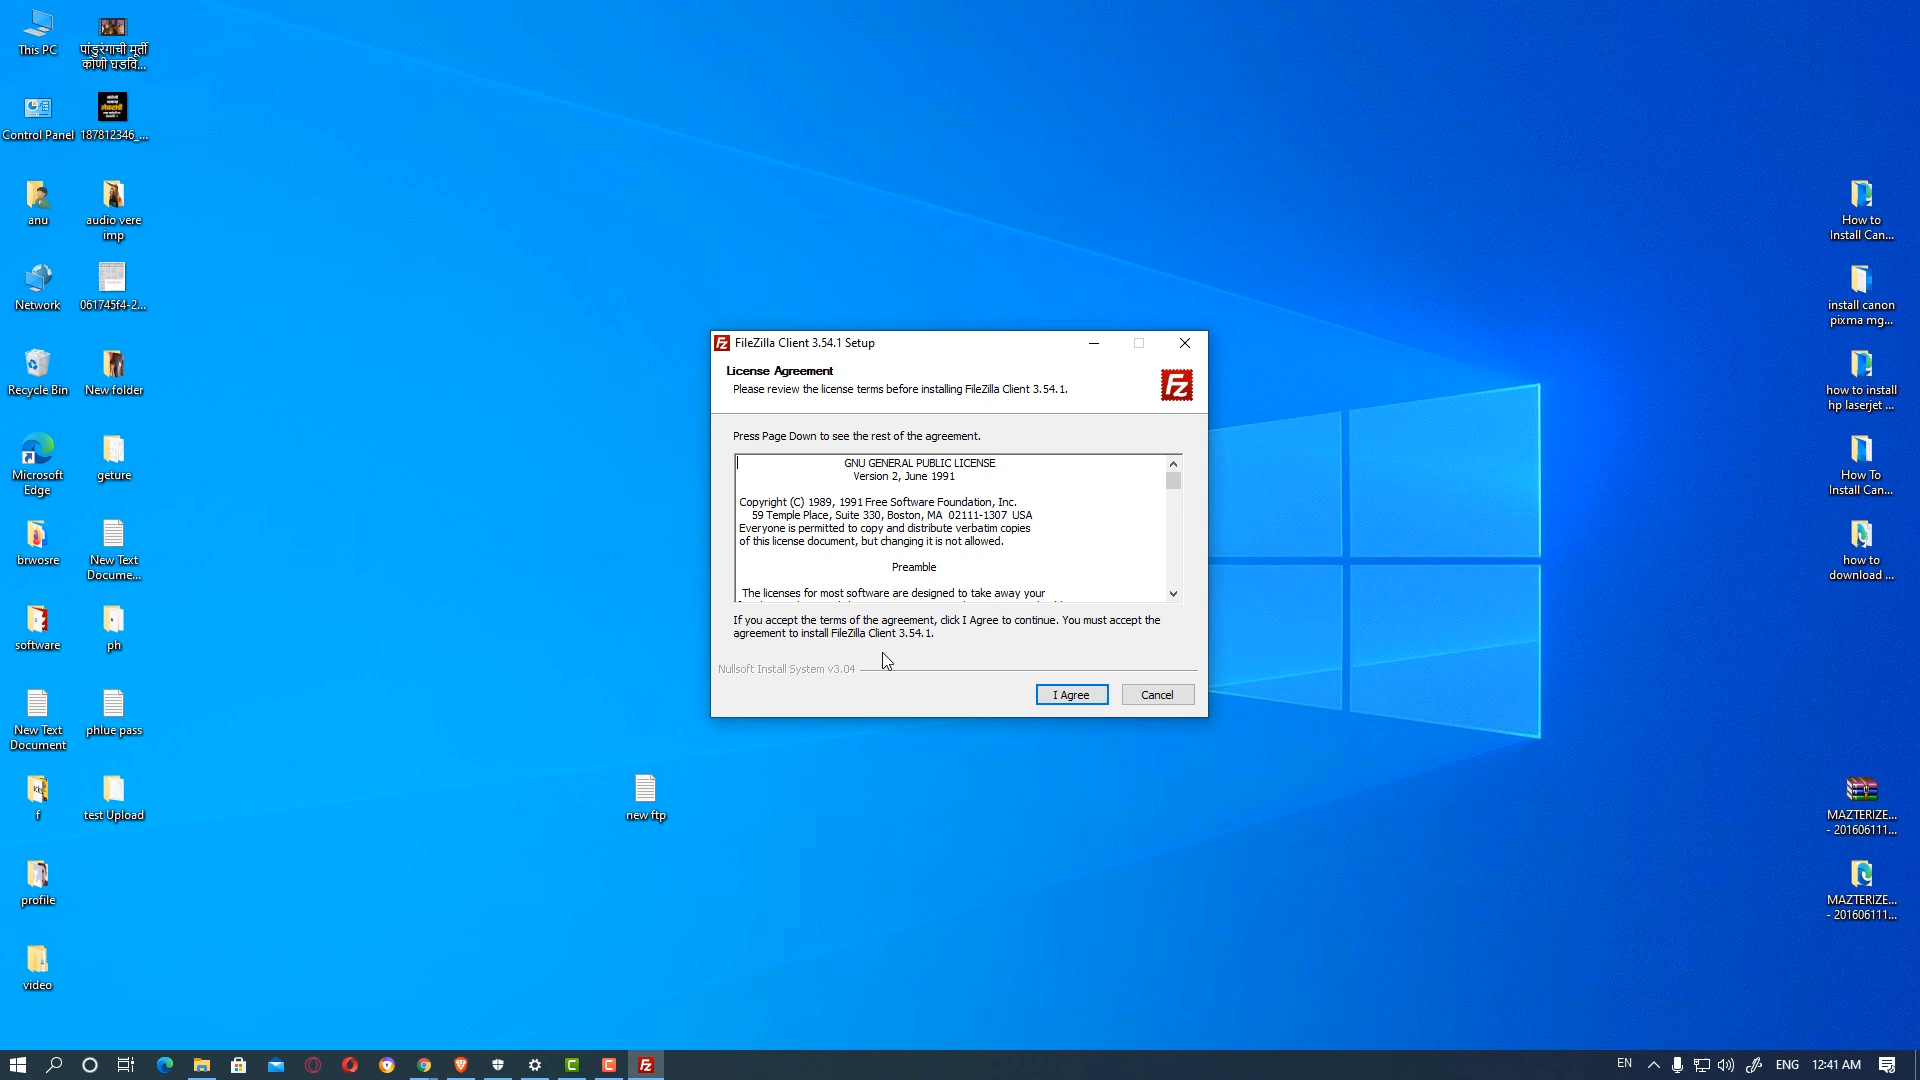 This PC
पांडुरंगाची मूर्ती
कोणी घडवि...
Control Panel
187812346_...
anu
audio vere
imp
Network
061745f4-2...
Recycle Bin
New folder
Microsoft
Edge
geture
brwosre
New Text
Docume...
software
ph
New Text
Document
phlue pass
f
test Upload
profile
video
new ftp
FileZilla Client 3.54.1 Setup
License Agreement
Please review the license terms before installing FileZilla Client 3.54.1.
Press Page Down to see the rest of the agreement.
GNU GENERAL PUBLIC LICENSE
Version 2, June 1991
Copyright (C) 1989, 1991 Free Software Foundation, Inc.
59 Temple Place, Suite 330, Boston, MA 02111-1307 USA
Everyone is permitted to copy and distribute verbatim copies
of this license document, but changing it is not allowed.
Preamble
The licenses for most software are designed to take away your
If you accept the terms of the agreement, click I Agree to continue. You must accept the
agreement to install FileZilla Client 3.54.1.
Nullsoft Install System v3.04
I Agree
Cancel
How to
Install Can...
install canon
pixma mg...
how to install
hp laserjet ...
How To
Install Can...
how to
download ...
MAZTERIZE...
- 201606111...
MAZTERIZE...
- 201606111...
EN
ENG
12:41 AM